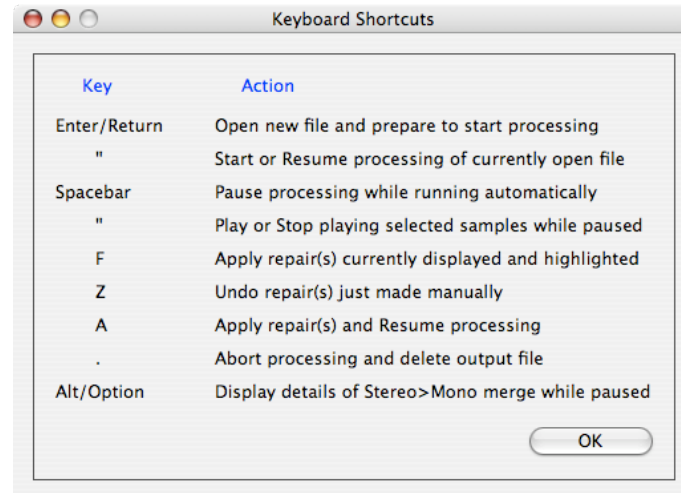 Keyboard Shortcuts
Key Action
Enter/Return Open new file and prepare to start processing
" Start or Resume processing of currently open file
Spacebar Pause processing while running automatically
" Play or Stop playing selected samples while paused
F Apply repair(s) currently displayed and highlighted
Z Undo repair(s) just made manually
A Apply repair(s) and Resume processing
. Abort processing and delete output file
Alt/Option Display details of Stereo>Mono merge while paused
OK